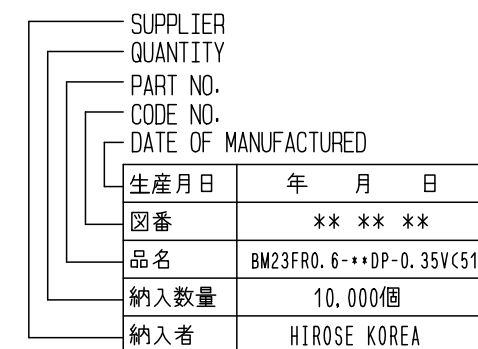 SUPPLIER
QUANTITY
PART NO.
CODE NO.
DATE OF MANUFACTURED
生産月日 年 月 日
図番 ** ** **
品名 BM23FR0.6-**DP-0.35V(51
納入数量 10,000個
納入者 HIROSE KOREA